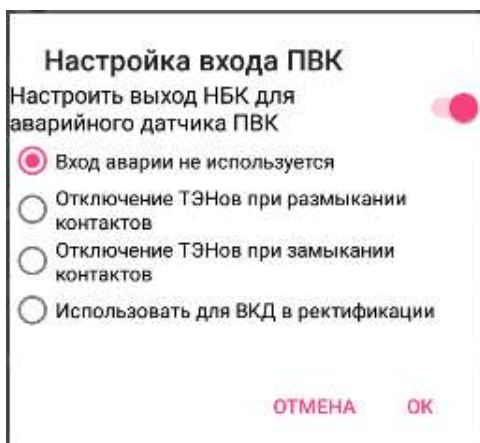 Настройка входа ПВК
Настроить выход НБК для
аварийного датчика ПВК
Вход аварии не используется
Отключение ТЭНов при размыкании
контактов
Отключение ТЭНов при замыкании
контактов
Использовать для ВКД в ректификации
ОТМЕНА ОК